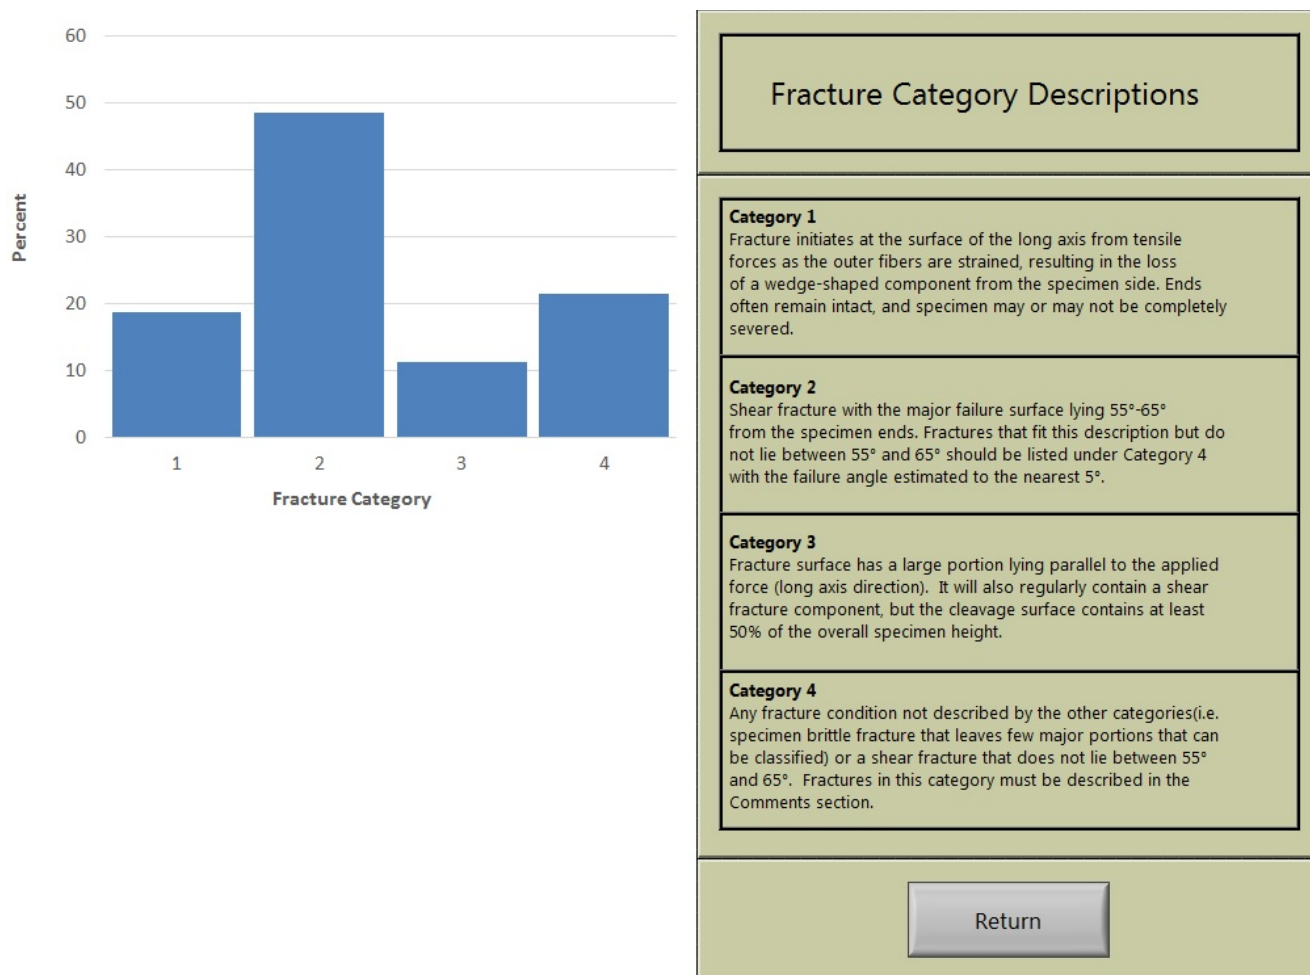 60
50
40
30
20
10
0
Percent
1 2 3 4
Fracture Category
Fracture Category Descriptions
Category 1
Fracture initiates at the surface of the long axis from tensile
forces as the outer fibers are strained, resulting in the loss
of a wedge-shaped component from the specimen side. Ends
often remain intact, and specimen may or may not be completely
severed.
Category 2
Shear fracture with the major failure surface lying 55°-65°
from the specimen ends. Fractures that fit this description but do
not lie between 55° and 65° should be listed under Category 4
with the failure angle estimated to the nearest 5°.
Category 3
Fracture surface has a large portion lying parallel to the applied
force (long axis direction).  It will also regularly contain a shear
fracture component, but the cleavage surface contains at least
50% of the overall specimen height.
Category 4
Any fracture condition not described by the other categories(i.e.
specimen brittle fracture that leaves few major portions that can
be classified) or a shear fracture that does not lie between 55°
and 65°.  Fractures in this category must be described in the
Comments section.
Return